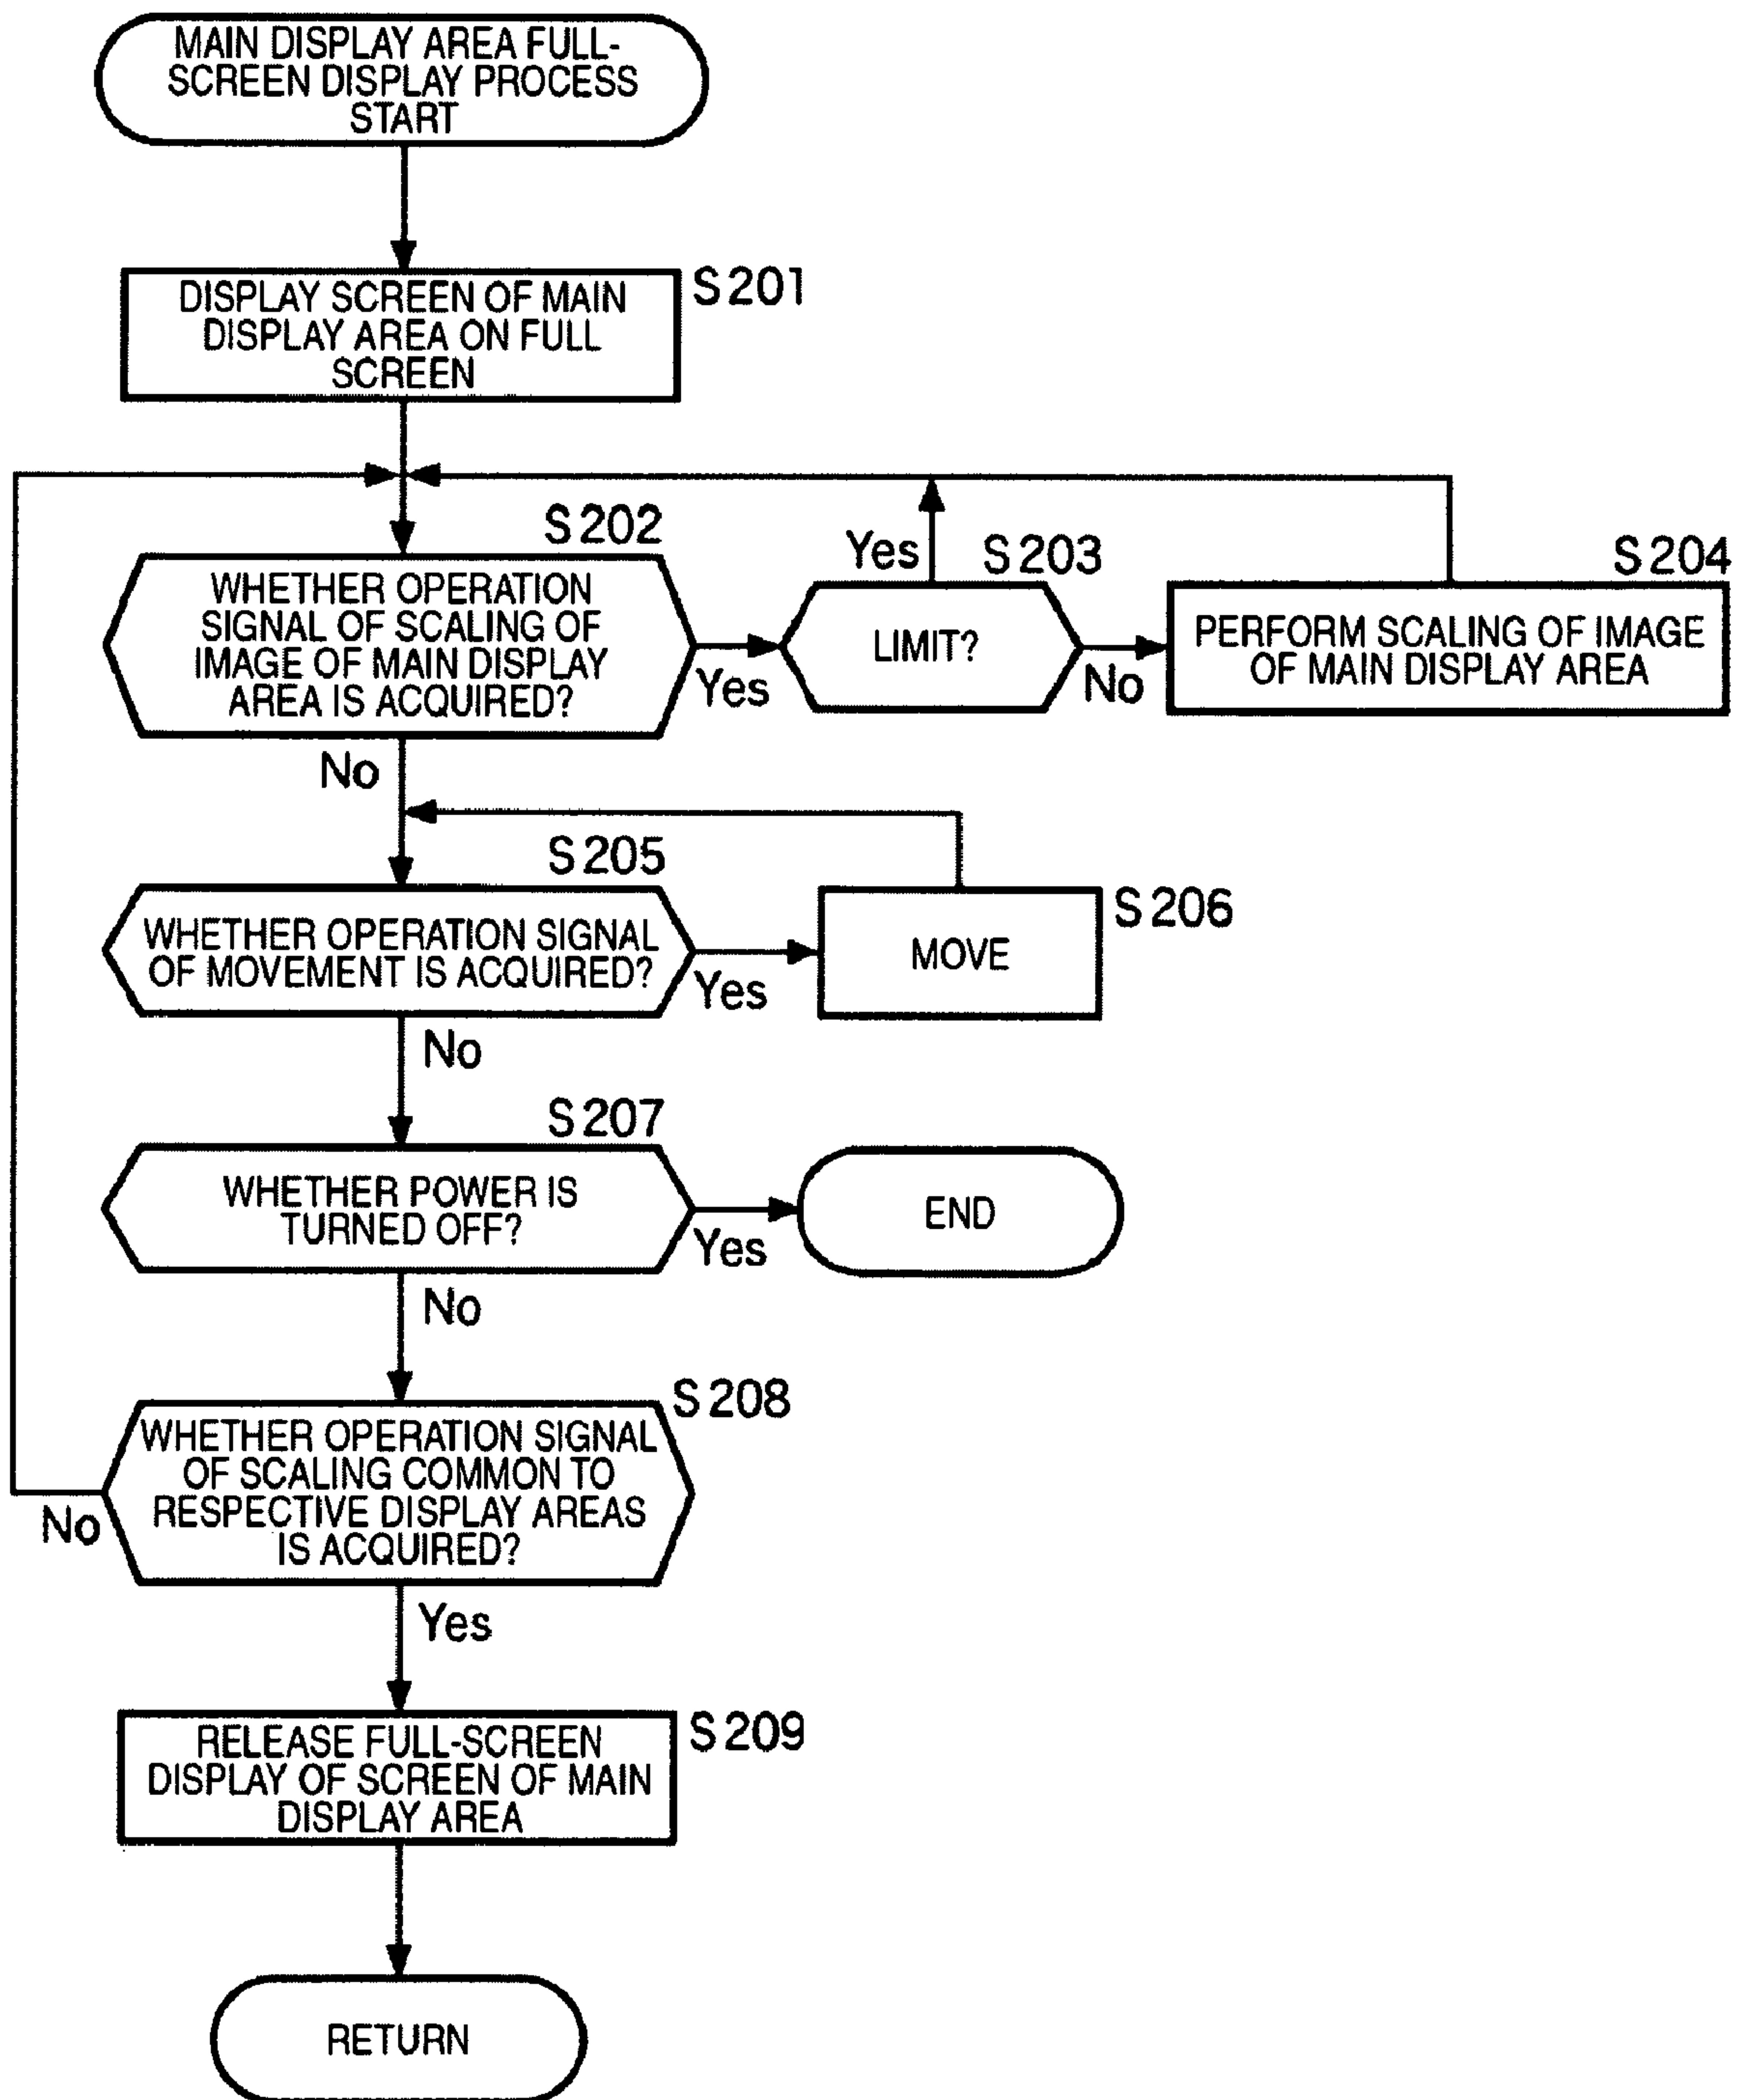 MAIN DISPLAY AREA FULL-
SCREEN DISPLAY PROCESS
START
S201
DISPLAY SCREEN OF MAIN
DISPLAY AREA ON FULL
SCREEN
S202
WHETHER OPERATION
SIGNAL OF SCALING OF
IMAGE OF MAIN DISPLAY
AREA IS ACQUIRED?
Yes
Yes
S203
LIMIT?
No
S204
PERFORM SCALING OF IMAGE
OF MAIN DISPLAY AREA
No
S205
WHETHER OPERATION SIGNAL
OF MOVEMENT IS ACQUIRED?
Yes
S206
MOVE
No
S207
WHETHER POWER IS
TURNED OFF?
Yes
END
No
S208
WHETHER OPERATION SIGNAL
OF SCALING COMMON TO
RESPECTIVE DISPLAY AREAS
IS ACQUIRED?
No
Yes
S209
RELEASE FULL-SCREEN
DISPLAY OF SCREEN OF MAIN
DISPLAY AREA
RETURN